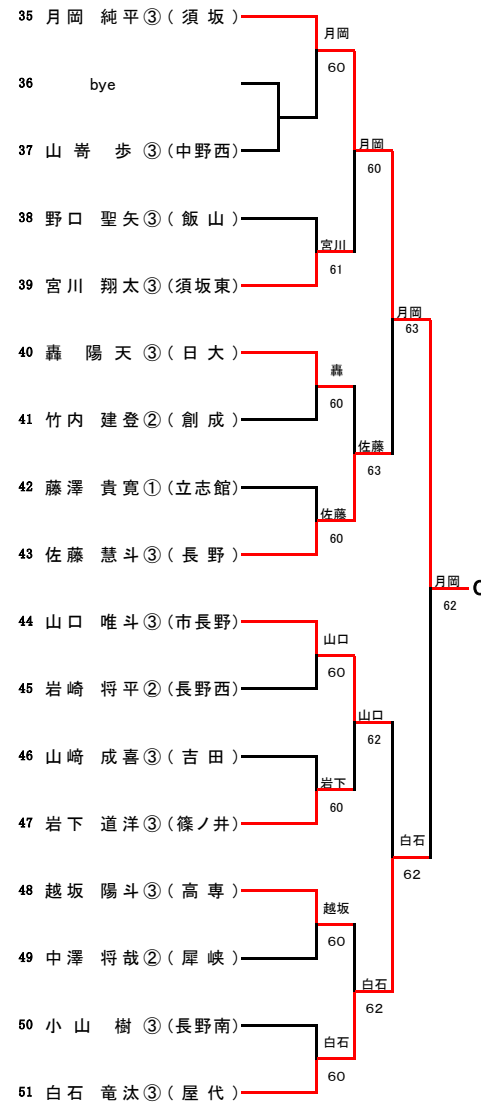 35 月岡 純平③(須坂)
月岡
60
36 bye
37 山嵜 歩③(中野西)
月岡
60
38 野口 聖矢③(飯山)
宮川
61
39 宮川 翔太③(須坂東)
月岡
63
40 轟 陽天③(日大)
轟
60
41 竹内 建登②(創成)
佐藤
63
42 藤澤 貴寛①(立志館)
佐藤
60
43 佐藤 慧斗③(長野)
月岡
62
44 山口 唯斗③(市長野)
山口
60
45 岩崎 将平②(長野西)
山口
62
46 山﨑 成喜③(吉田)
岩下
60
47 岩下 道洋③(篠ノ井)
白石
62
48 越坂 陽斗③(高専)
越坂
60
49 中澤 将哉②(犀峡)
白石
62
50 小山 樹③(長野南)
白石
60
51 白石 竜汰③(屋代)